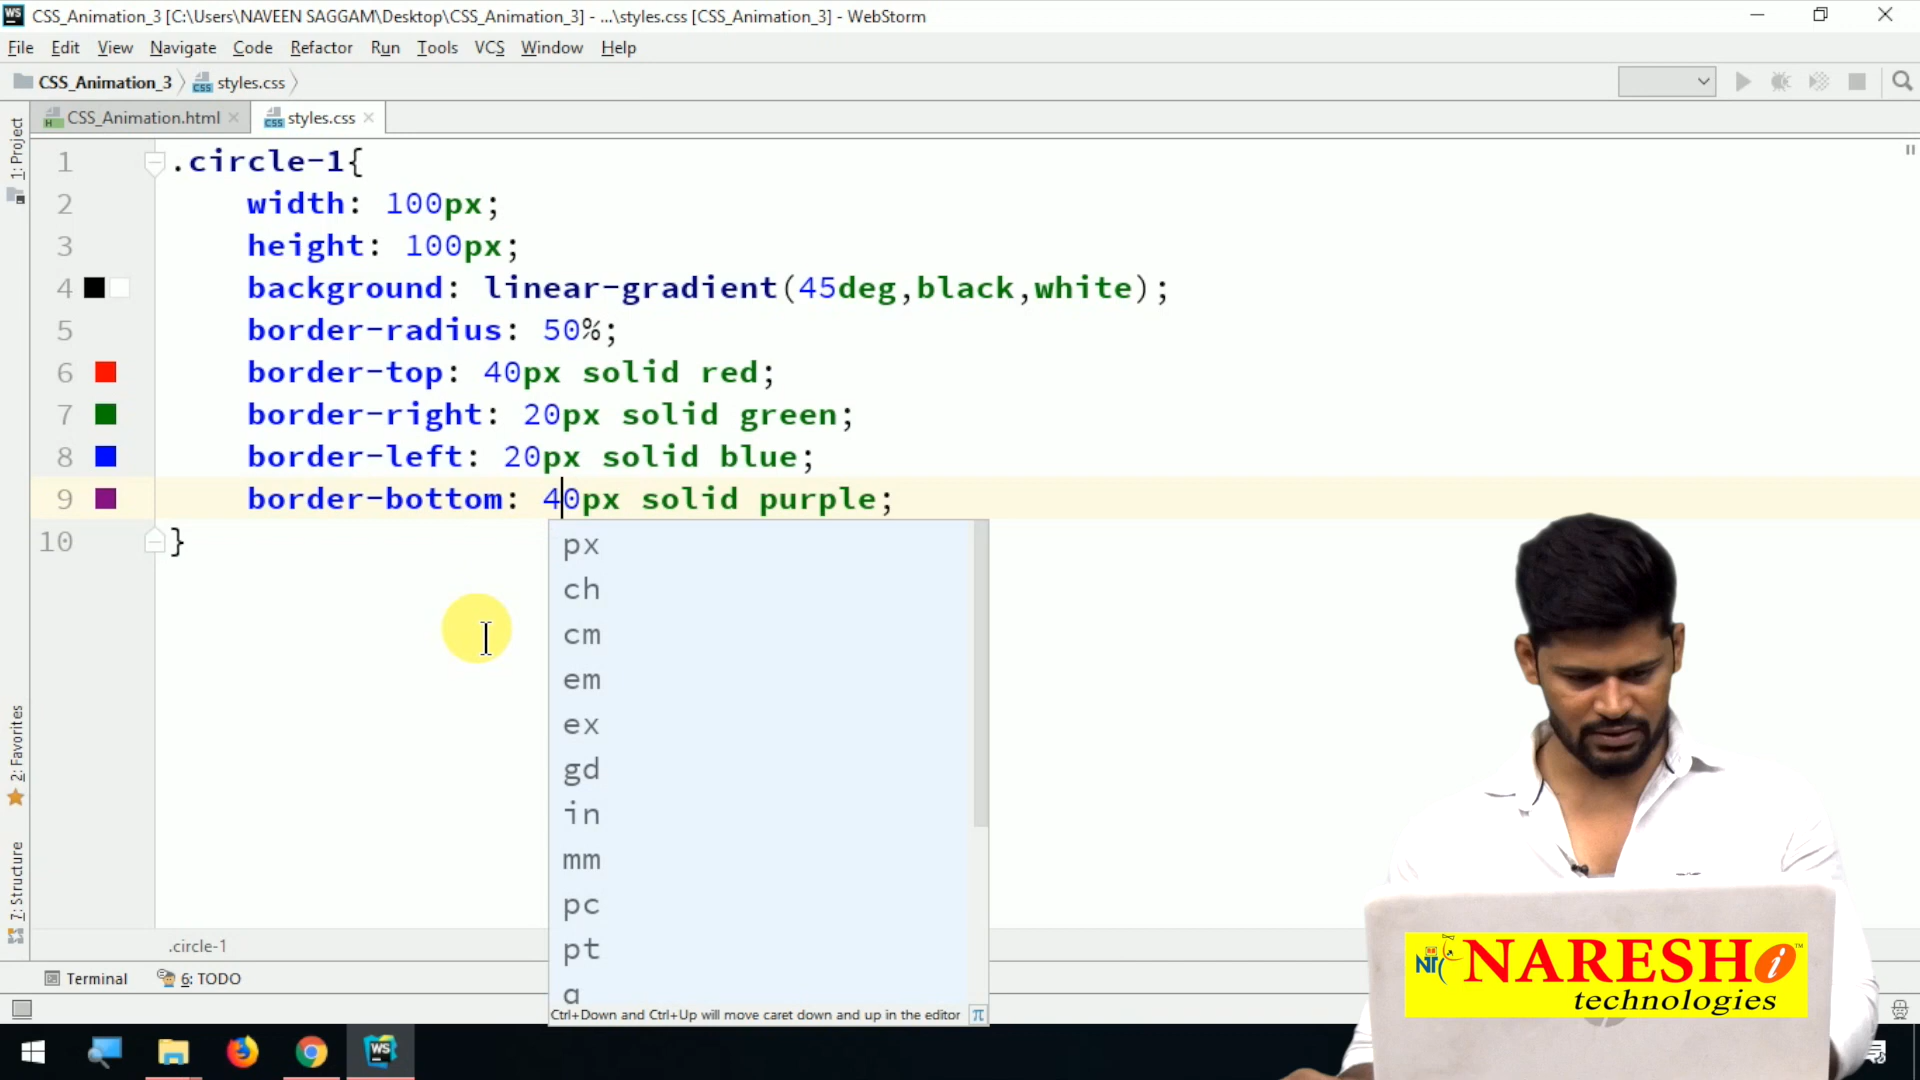 CSS_Animation_3 [C:\Users\NAVEEN SAGGAM\Desktop\CSS_Animation_3] - ...\styles.css [CSS_Animation_3] - WebStorm
File Edit View Navigate Code Refactor Run Tools VCS Window Help
CSS_Animation_3 styles.css
CSS_Animation.html styles.css
1: Project
2: Favorites
7: Structure
1 .circle-1{
2 width: 100px;
3 height: 100px;
4 background: linear-gradient(45deg,black,white);
5 border-radius: 50%;
6 border-top: 40px solid red;
7 border-right: 20px solid green;
8 border-left: 20px solid blue;
9 border-bottom: 40px solid purple;
10 }
px
ch
cm
em
ex
gd
in
mm
pc
pt
a
Ctrl+Down and Ctrl+Up will move caret down and up in the editor π
.circle-1
Terminal 6: TODO
NARESH i ™
technologies